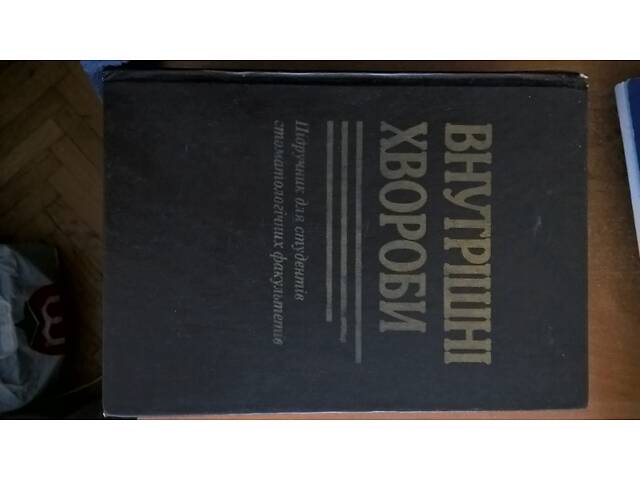 ВНУТРІШНІ
ХВОРОБИ
Підручник для студентів
стоматологічних факультетів